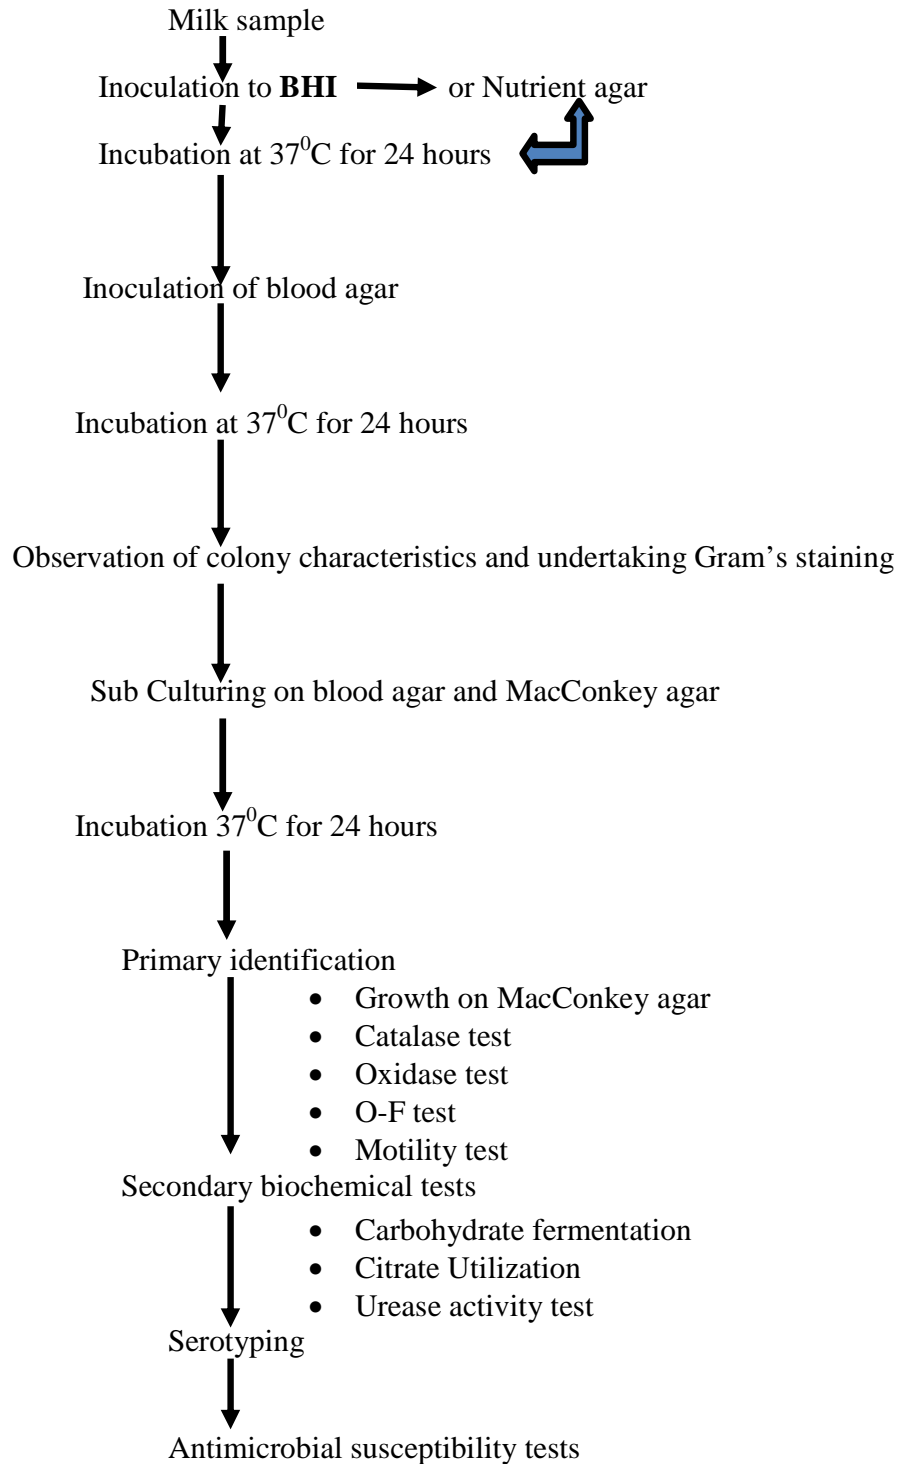 Milk sample
Inoculation to BHI or Nutrient agar
Incubation at 37⁰C for 24 hours
Inoculation of blood agar
Incubation at 37⁰C for 24 hours
Observation of colony characteristics and undertaking Gram’s staining
Sub Culturing on blood agar and MacConkey agar
Incubation 37⁰C for 24 hours
Primary identification
• Growth on MacConkey agar
• Catalase test
• Oxidase test
• O-F test
• Motility test
Secondary biochemical tests
• Carbohydrate fermentation
• Citrate Utilization
• Urease activity test
Serotyping
Antimicrobial susceptibility tests